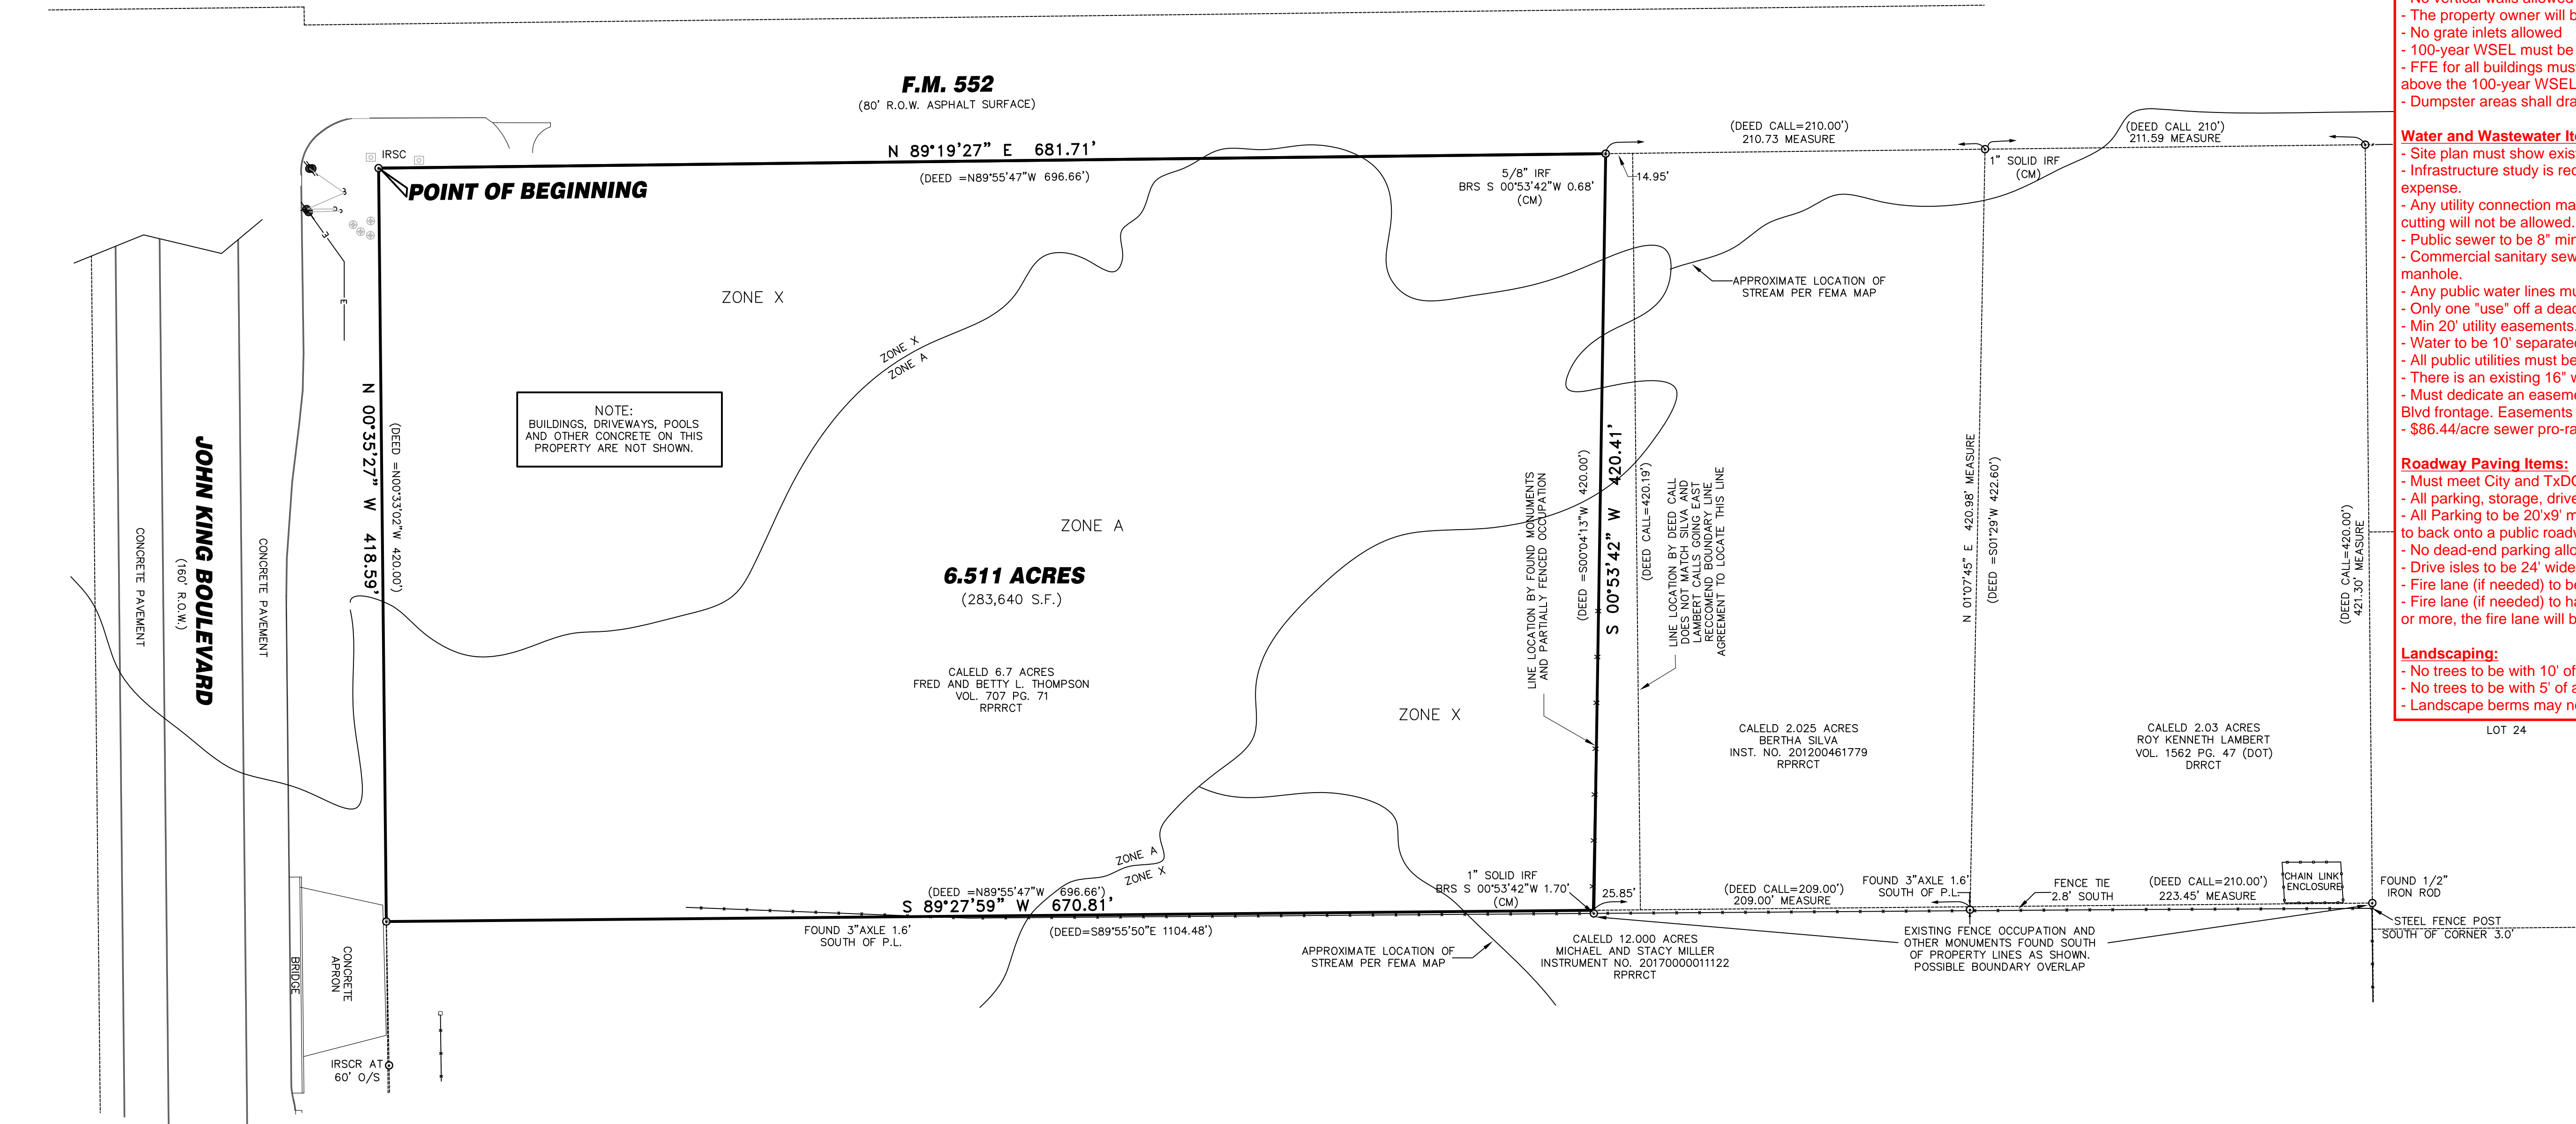 F.M. 552
(80' R.O.W. ASPHALT SURFACE)
N 89°19'27" E 681.71'
(DEED =N89°55'47"W 696.66')
IRSC
POINT OF BEGINNING
5/8" IRF
BRS S 00°53'42"W 0.68'
(CM)
14.95'
(DEED CALL=210.00')
210.73 MEASURE
1" SOLID IRF
(CM)
(DEED CALL 210')
211.59 MEASURE
APPROXIMATE LOCATION OF
STREAM PER FEMA MAP
ZONE X
ZONE X
ZONE A
E
NOTE:
BUILDINGS, DRIVEWAYS, POOLS
AND OTHER CONCRETE ON THIS
PROPERTY ARE NOT SHOWN.
N 00°35'27" W 418.59'
(DEED =N00°33'02"W 420.00')
JOHN KING BOULEVARD
(160' R.O.W.)
CONCRETE PAVEMENT
CONCRETE PAVEMENT
ZONE A
6.511 ACRES
(283,640 S.F.)
CALELD 6.7 ACRES
FRED AND BETTY L. THOMPSON
VOL. 707 PG. 71
RPRRCT
ZONE X
LINE LOCATION BY FOUND MONUMENTS
AND PARTIALLY FENCED OCCUPATION
(DEED =S00°04'13"W 420.00')
S 00°53'42" W 420.41'
(DEED CALL=420.19')
LINE LOCATION BY DEED CALL
DOES NOT MATCH SILVA AND
LAMBERT CALLS GOING EAST
RECCOMEND BOUNDARY LINE
AGREEMENT TO LOCATE THIS LINE
N 01°07'45" E 420.98' MEASURE
(DEED =S01°29'W 422.60')
(DEED CALL=420.00')
421.30' MEASURE
CALELD 2.025 ACRES
BERTHA SILVA
INST. NO. 201200461779
RPRRCT
CALELD 2.03 ACRES
ROY KENNETH LAMBERT
VOL. 1562 PG. 47 (DOT)
DRRCT
LOT 24
ZONE A
ZONE X
(DEED =N89°55'47"W 696.66')
S 89°27'59" W 670.81'
(DEED=S89°55'50"E 1104.48')
FOUND 3"AXLE 1.6'
SOUTH OF P.L.
1" SOLID IRF
BRS S 00°53'42"W 1.70'
(CM)
25.85'
(DEED CALL=209.00')
209.00' MEASURE
FOUND 3"AXLE 1.6'
SOUTH OF P.L.
FENCE TIE
2.8' SOUTH
(DEED CALL=210.00')
223.45' MEASURE
CHAIN LINK
ENCLOSURE
FOUND 1/2"
IRON ROD
STEEL FENCE POST
SOUTH OF CORNER 3.0'
APPROXIMATE LOCATION OF
STREAM PER FEMA MAP
CALELD 12.000 ACRES
MICHAEL AND STACY MILLER
INSTRUMENT NO. 20170000011122
RPRRCT
EXISTING FENCE OCCUPATION AND
OTHER MONUMENTS FOUND SOUTH
OF PROPERTY LINES AS SHOWN.
POSSIBLE BOUNDARY OVERLAP
BRIDGE
CONCRETE
APRON
IRSCR AT
60' O/S
- No vertical walls allowed
- The property owner will b
- No grate inlets allowed
- 100-year WSEL must be
- FFE for all buildings mus
above the 100-year WSEL
- Dumpster areas shall dra
Water and Wastewater Ite
- Site plan must show exis
- Infrastructure study is rec
expense.
- Any utility connection ma
cutting will not be allowed.
- Public sewer to be 8" min
- Commercial sanitary sew
manhole.
- Any public water lines mu
- Only one "use" off a dead
- Min 20' utility easements.
- Water to be 10' separated
- All public utilities must be
- There is an existing 16" w
- Must dedicate an easeme
Blvd frontage. Easements
- $86.44/acre sewer pro-ra
Roadway Paving Items:
- Must meet City and TxDO
- All parking, storage, drive
- All Parking to be 20'x9' m
to back onto a public roadw
- No dead-end parking allo
- Drive isles to be 24' wide
- Fire lane (if needed) to be
- Fire lane (if needed) to ha
or more, the fire lane will b
Landscaping:
- No trees to be with 10' of
- No trees to be with 5' of a
- Landscape berms may no